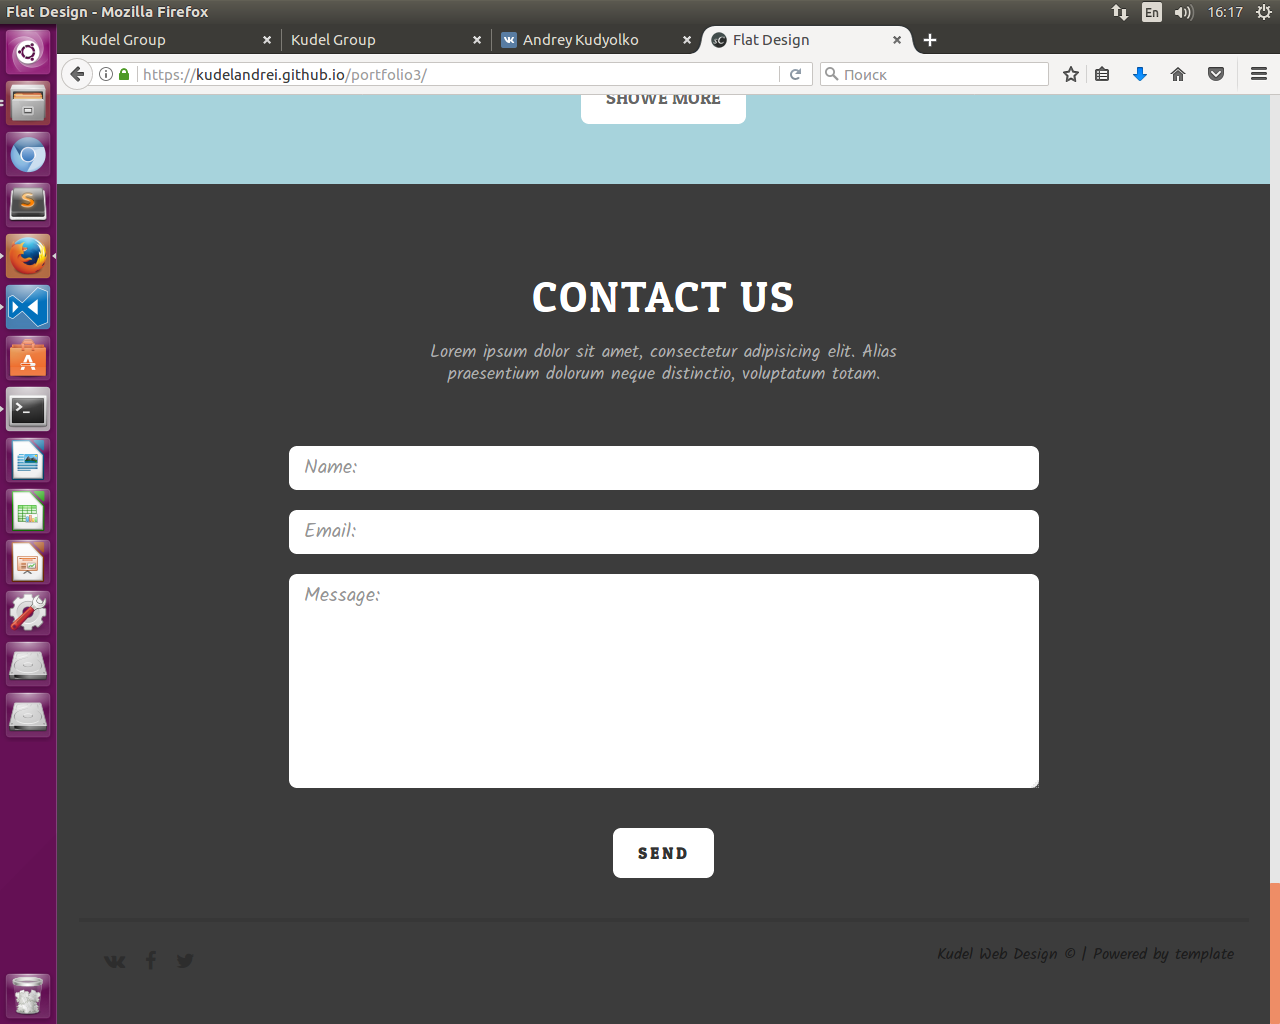 Flat Design - Mozilla Firefox
En
16:17
Kudel Group
Kudel Group
Andrey Kudyolko
Flat Design
https://kudelandrei.github.io/portfolio3/
Поиск
SHOWE MORE
CONTACT US
Lorem ipsum dolor sit amet, consectetur adipisicing elit. Alias
praesentium dolorum neque distinctio, voluptatum totam.
Name:
Email:
Message:
SEND
Kudel Web Design © | Powered by template